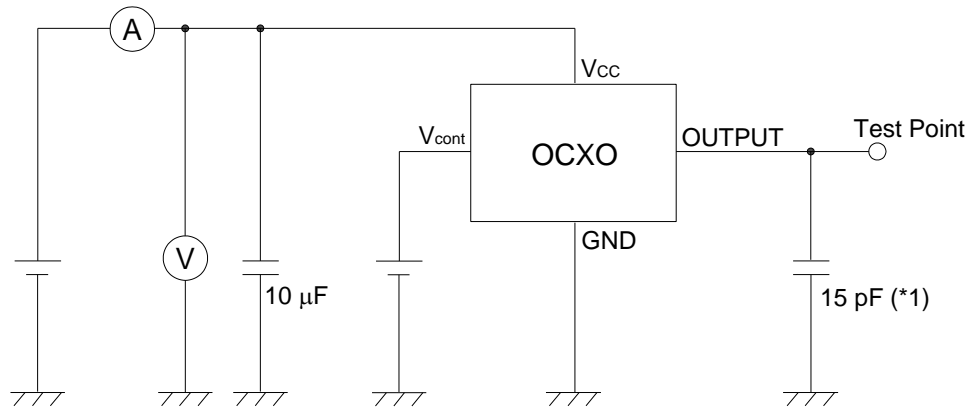 A
VCC
Vcont
OCXO
OUTPUT
Test Point
V
GND
10 μF
15 pF (*1)